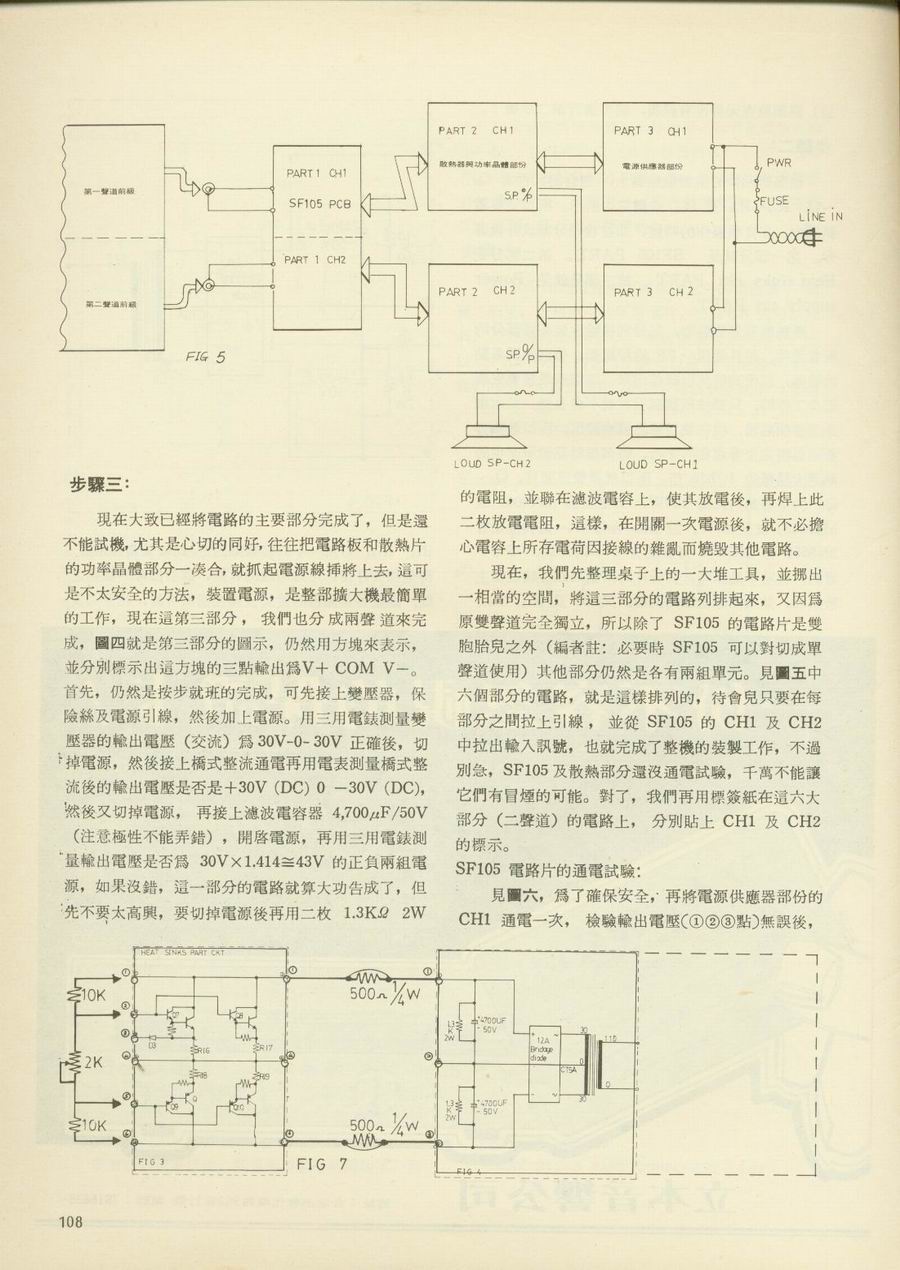 第一聲道前級
第二聲道前級
PART 1 CH1
SF105 PCB
PART 1 CH2
PART 2 CH1
散熱器與功率晶體部份
S.P. O/P
PART 2 CH2
S.P. O/P
PART 3 CH1
電源供應器部份
PART 3 CH2
PWR
FUSE
LINE IN
LOUD SP-CH2
LOUD SP-CH1
FIG 5
步驟三：
現在大致已經將電路的主要部分完成了，但是還
不能試機，尤其是心切的同好，往往把電路板和散熱片
的功率晶體部分一湊合，就抓起電源線揷將上去，這可
是不太安全的方法，裝置電源，是整部擴大機最簡單
的工作，現在這第三部分，我們也分成兩聲道來完
成，圖四就是第三部分的圖示，仍然用方塊來表示，
並分別標示出這方塊的三點輸出爲V+ COM V-。
首先，仍然是按步就班的完成，可先接上變壓器，保
險絲及電源引線，然後加上電源。用三用電錶測量變
壓器的輸出電壓（交流）爲 30V-0-30V 正確後，切
掉電源，然後接上橋式整流通電再用電表測量橋式整
流後的輸出電壓是否是+30V (DC) 0 -30V (DC)，
然後又切掉電源，再接上濾波電容器 4,700μF/50V
（注意極性不能弄錯），開啓電源，再用三用電錶測
量輸出電壓是否爲 30V×1.414≅43V 的正負兩組電
源，如果沒錯，這一部分的電路就算大功告成了，但
先不要太高興，要切掉電源後再用二枚 1.3KΩ 2W
的電阻，並聯在濾波電容上，使其放電後，再焊上此
二枚放電電阻，這樣，在開關一次電源後，就不必擔
心電容上所存電荷因接線的雜亂而燒毀其他電路。
現在，我們先整理桌子上的一大堆工具，並挪出
一相當的空間，將這三部分的電路列排起來，又因爲
原雙聲道完全獨立，所以除了 SF105 的電路片是雙
胞胎兒之外（編者註：必要時 SF105 可以對切成單
聲道使用）其他部分仍然是各有兩組單元。見圖五中
六個部分的電路，就是這樣排列的，待會兒只要在每
部分之間拉上引線，並從 SF105 的 CH1 及 CH2
中拉出輸入訊號，也就完成了整機的裝製工作，不過
別急，SF105 及散熱部分還沒通電試驗，千萬不能讓
它們有冒煙的可能。對了，我們再用標簽紙在這六大
部分（二聲道）的電路上，分別貼上 CH1 及 CH2
的標示。
SF105 電路片的通電試驗：
見圖六，爲了確保安全，再將電源供應器部份的
CH1 通電一次，檢驗輸出電壓(①②③點)無誤後，
HEAT SINKS PART CKT
10K
2K
10K
Q7
Q8
D3
R16
R17
R18
R19
Q9
Q
Q10
FIG 3
500Ω 1/4W
500Ω 1/4W
FIG 7
1.3K 2W
4700UF 50V
1.3K 2W
4700UF 50V
12A
Bridage
diode
30
0
30
CT5A
110
0
FIG 4
108